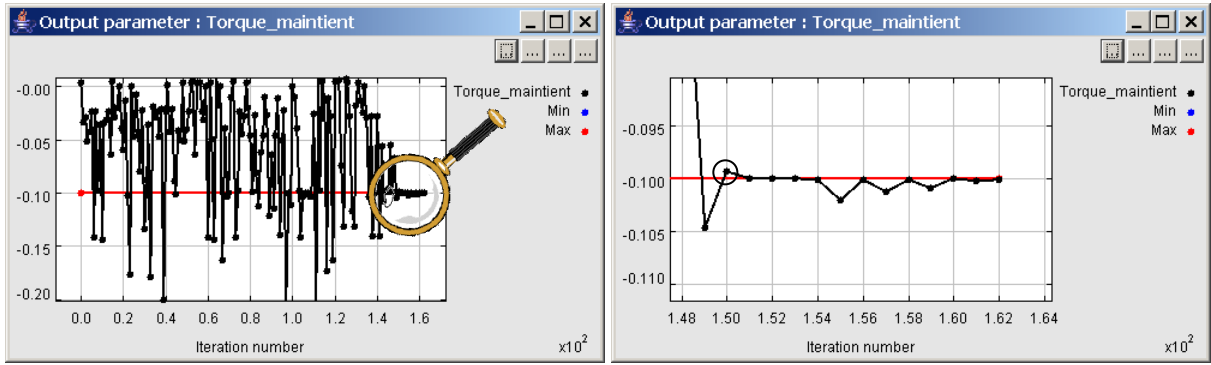 Output parameter : Torque_maintient
... ... ... ...
-0.00
-0.05
-0.10
-0.15
-0.20
0.0 0.2 0.4 0.6 0.8 1.0 1.2 1.4 1.6
Iteration number x10²
Torque_maintient
Min
Max
Output parameter : Torque_maintient
... ... ... ...
-0.095
-0.100
-0.105
-0.110
1.48 1.50 1.52 1.54 1.56 1.58 1.60 1.62 1.64
Iteration number x10²
Torque_maintient
Min
Max